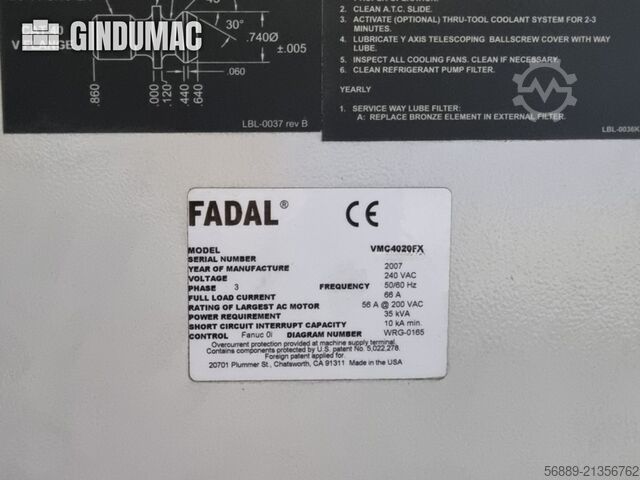 GINDUMAC
40
V FLANGE
30°
.740Ø
±.005
.060
.860
.000
.120
.440
.640
LBL-0037 rev B
2. CLEAN A.T.C. SLIDE.
3. ACTIVATE (OPTIONAL) THRU-TOOL COOLANT SYSTEM FOR 2-3
MINUTES.
4. LUBRICATE Y AXIS TELESCOPING BALLSCREW COVER WITH WAY
LUBE.
5. INSPECT ALL COOLING FANS. CLEAN IF NECESSARY.
6. CLEAN REFRIGERANT PUMP FILTER.
YEARLY
1. SERVICE WAY LUBE FILTER:
A: REPLACE BRONZE ELEMENT IN EXTERNAL FILTER.
LBL-0036K
FADAL® CE
MODEL VMC4020FX
SERIAL NUMBER
YEAR OF MANUFACTURE 2007
VOLTAGE 240 VAC
PHASE 3 FREQUENCY 50/60 Hz
FULL LOAD CURRENT 66 A
RATING OF LARGEST AC MOTOR 56 A @ 200 VAC
POWER REQUIREMENT 35 kVA
SHORT CIRCUIT INTERRUPT CAPACITY 10 kA min.
CONTROL Fanuc 0i DIAGRAM NUMBER WRG-0165
Overcurrent protection provided at machine supply terminal.
Contains components protected by U.S. patent No. 5,022,278.
Foreign patent applied for.
20701 Plummer St., Chatsworth, CA 91311 Made in the USA
56889-21356762